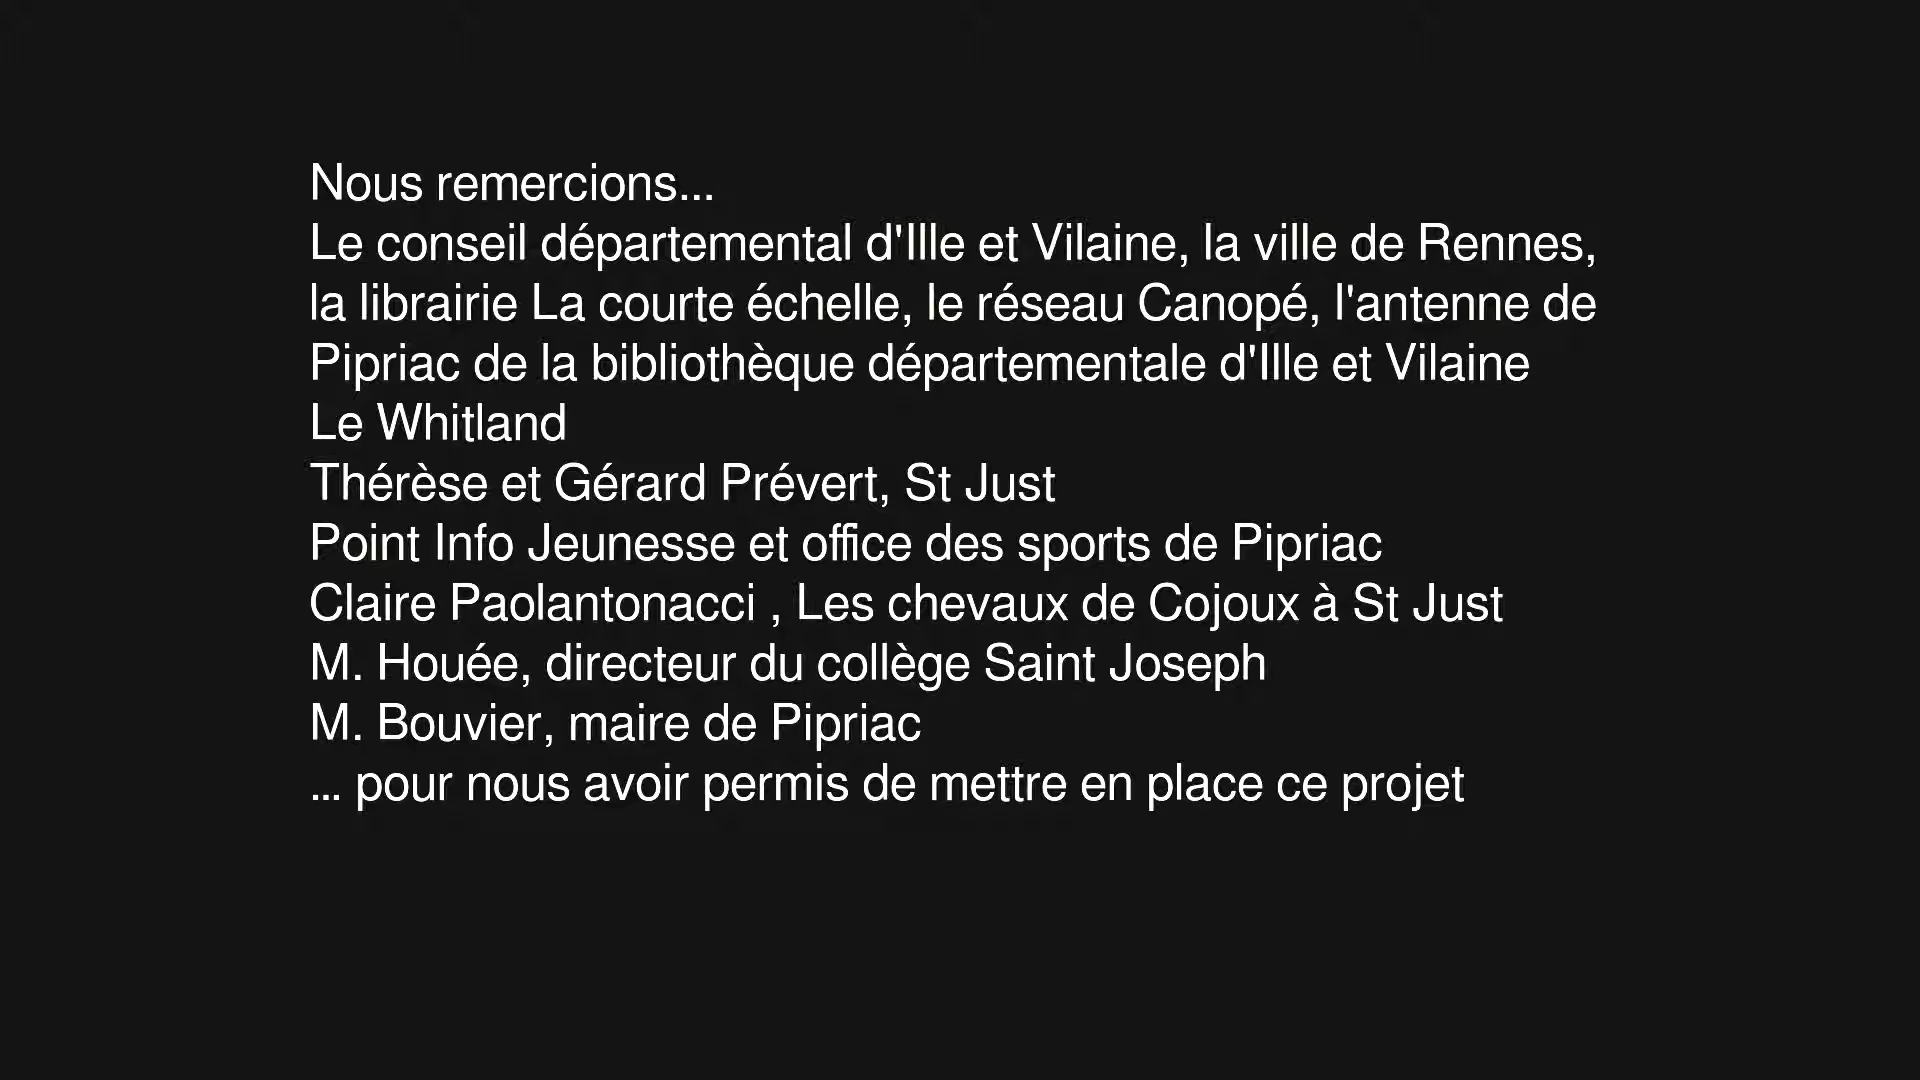 Nous remercions...
Le conseil départemental d'Ille et Vilaine, la ville de Rennes,
la librairie La courte échelle, le réseau Canopé, l'antenne de
Pipriac de la bibliothèque départementale d'Ille et Vilaine
Le Whitland
Thérèse et Gérard Prévert, St Just
Point Info Jeunesse et office des sports de Pipriac
Claire Paolantonacci , Les chevaux de Cojoux à St Just
M. Houée, directeur du collège Saint Joseph
M. Bouvier, maire de Pipriac
... pour nous avoir permis de mettre en place ce projet